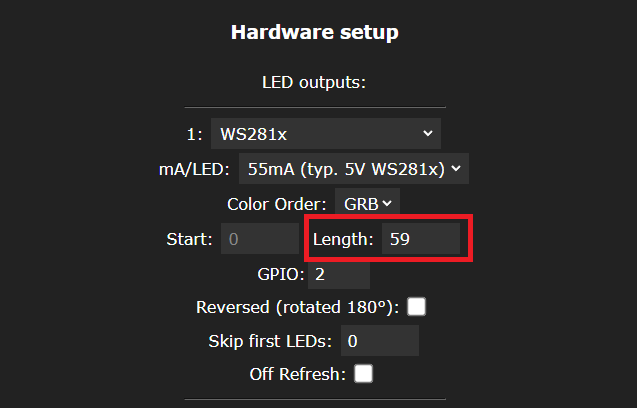 Hardware setup
LED outputs:
1: WS281x
mA/LED: 55mA (typ. 5V WS281x)
Color Order: GRB
Start: 0 Length: 59
GPIO: 2
Reversed (rotated 180°):
Skip first LEDs: 0
Off Refresh: